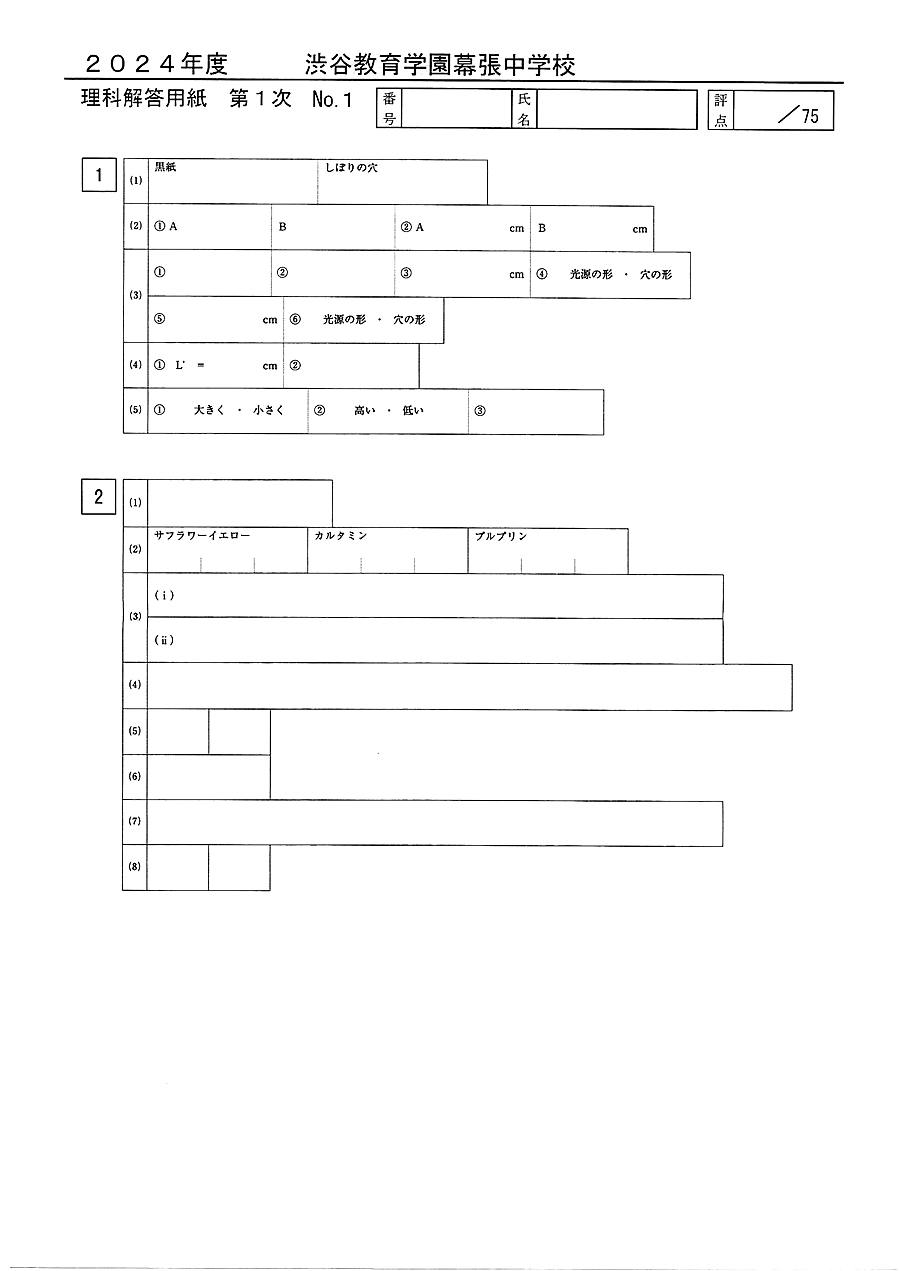 2024年度 渋谷教育学園幕張中学校
理科解答用紙 第1次 No.1 番号 氏名 評点 /75
1
(1) 黒紙 しぼりの穴
(2) ①A B ②A cm B cm
(3) ① ② ③ cm ④ 光源の形 ・ 穴の形
⑤ cm ⑥ 光源の形 ・ 穴の形
(4) ① L' = cm ②
(5) ① 大きく ・ 小さく ② 高い ・ 低い ③
2
(1)
(2) サフラワーイエロー カルタミン プルプリン
(3) (i)
(ii)
(4)
(5)
(6)
(7)
(8)